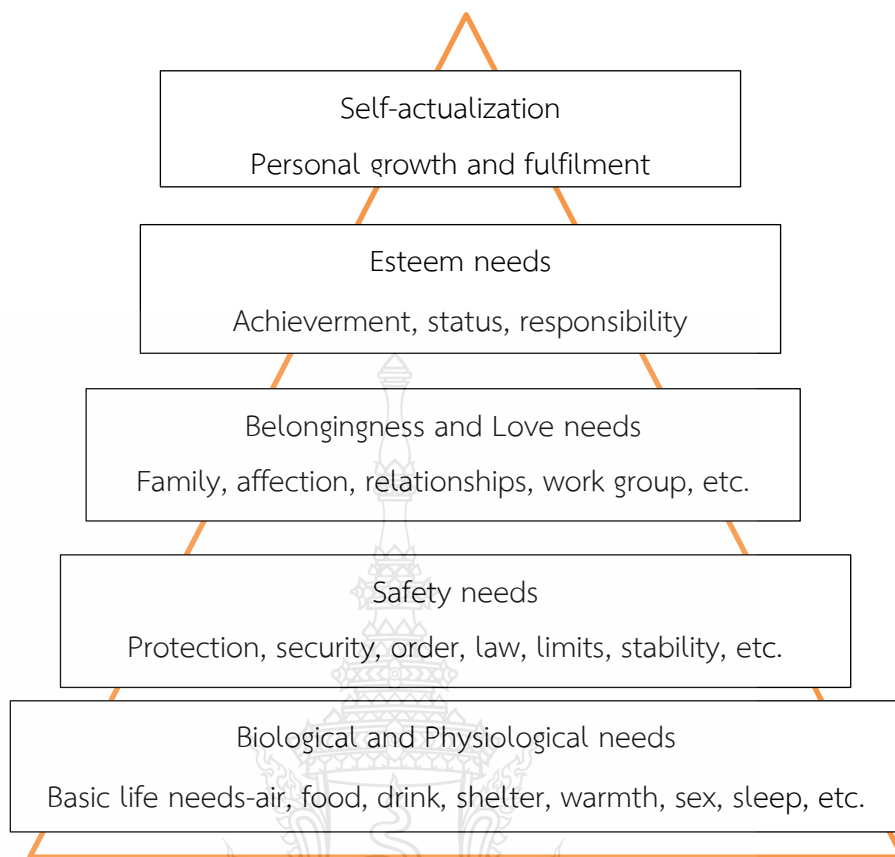 Self-actualization
Personal growth and fulfilment
Esteem needs
Achieverment, status, responsibility
Belongingness and Love needs
Family, affection, relationships, work group, etc.
Safety needs
Protection, security, order, law, limits, stability, etc.
Biological and Physiological needs
Basic life needs-air, food, drink, shelter, warmth, sex, sleep, etc.